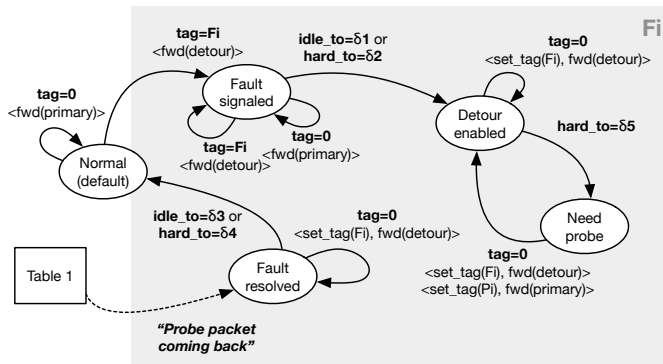 Fi
tag=Fi
<fwd(detour)>
idle_to=δ1 or
hard_to=δ2
tag=0
<set_tag(Fi), fwd(detour)>
Fault
signaled
tag=0
<fwd(primary)>
Detour
enabled
tag=Fi
<fwd(detour)>
tag=0
<fwd(primary)>
hard_to=δ5
Normal
(default)
idle_to=δ3 or
hard_to=δ4
tag=0
<set_tag(Fi), fwd(detour)>
Need
probe
Table 1
Fault
resolved
tag=0
<set_tag(Fi), fwd(detour)>
<set_tag(Pi), fwd(primary)>
“Probe packet
coming back”